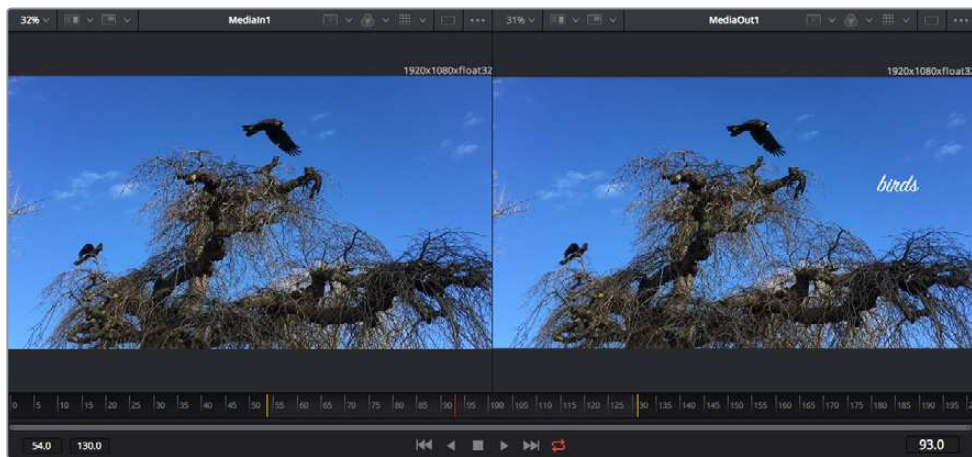 32% MediaIn1 31% MediaOut1
1920x1080xfloat32 1920x1080xfloat32
birds
0 5 10 15 20 25 30 35 40 45 50 55 60 65 70 75 80 85 90 95 100 105 110 115 120 125 130 135 140 145 150 155 160 165 170 175 180 185 190 195
54.0 130.0 93.0